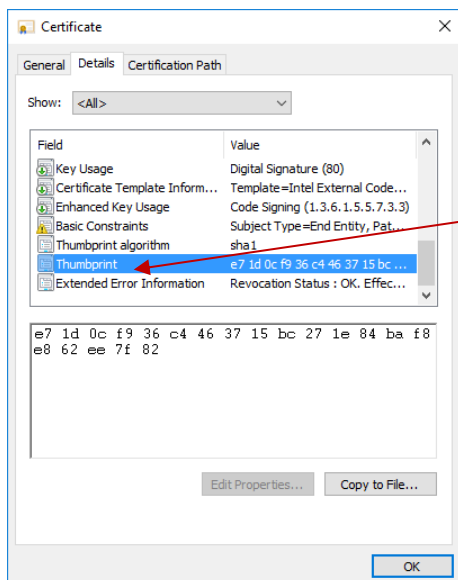 Certificate
General Details Certification Path
Show: <All>
Field Value
Key Usage Digital Signature (80)
Certificate Template Inform... Template=Intel External Code...
Enhanced Key Usage Code Signing (1.3.6.1.5.5.7.3.3)
Basic Constraints Subject Type=End Entity, Pat...
Thumbprint algorithm sha1
Thumbprint e7 1d 0c f9 36 c4 46 37 15 bc ...
Extended Error Information Revocation Status : OK. Effec...
e7 1d 0c f9 36 c4 46 37 15 bc 27 1e 84 ba f8
e8 62 ee 7f 82
Edit Properties... Copy to File...
OK